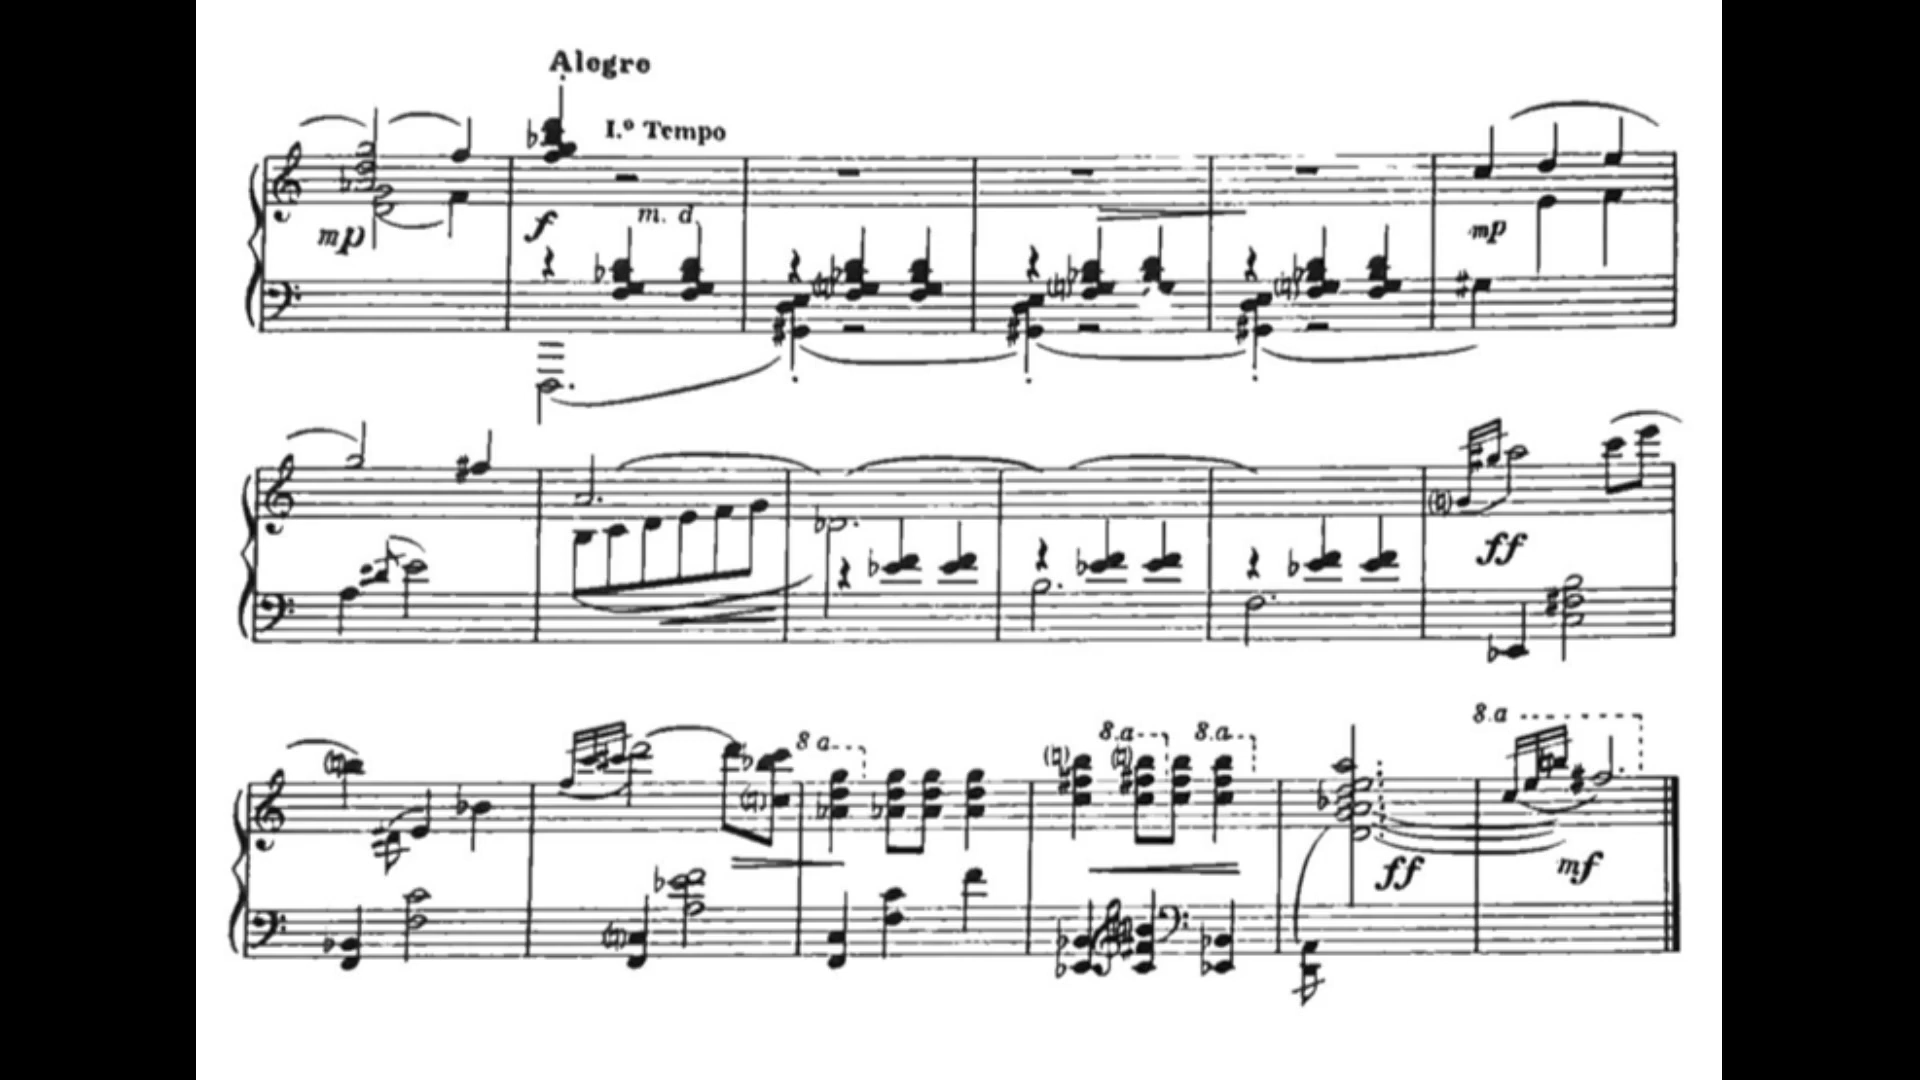 Alegro
I.º Tempo
mp
f
m. d.
mp
ff
8 a
8.a
8.a
8.a
ff
mf